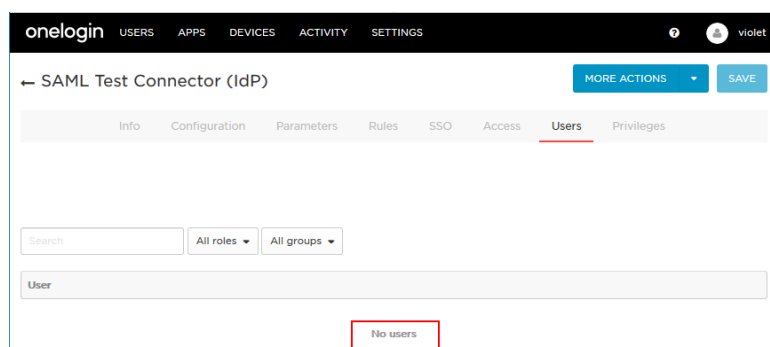 onelogin USERS APPS DEVICES ACTIVITY SETTINGS ? violet
← SAML Test Connector (IdP) MORE ACTIONS SAVE
Info Configuration Parameters Rules SSO Access Users Privileges
Search All roles All groups
User
No users